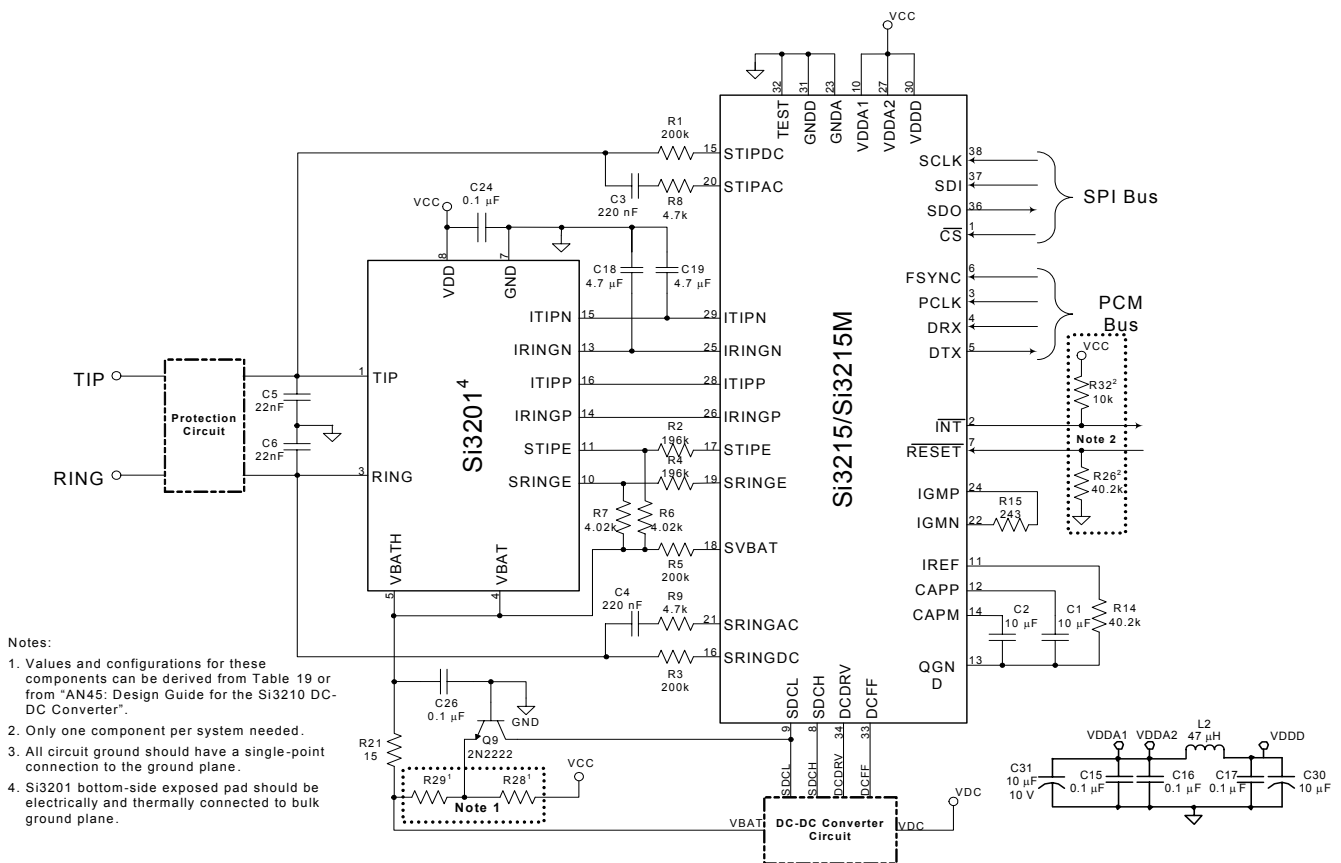 VCC
32
31
23
10
27
30
TEST
GNDD
GNDA
VDDA1
VDDA2
VDDD
R1
200k
15 STIPDC
20 STIPAC
C3
220 nF
R8
4.7k
SCLK 38
SDI 37
SDO 36
CS 1
SPI Bus
C24
0.1 µF
VCC
8
7
VDD
GND
C18
4.7 µF
C19
4.7 µF
FSYNC 6
PCLK 3
DRX 4
DTX 5
PCM
Bus
ITIPN 15
29 ITIPN
IRINGN 13
25 IRINGN
ITIPP 16
28 ITIPP
IRINGP 14
26 IRINGP
STIPE 11
R2
196k
17 STIPE
SRINGE 10
R4
196k
19 SRINGE
R7
4.02k
R6
4.02k
18 SVBAT
R5
200k
TIP
RING
Protection
Circuit
C5
22nF
C6
22nF
1 TIP
3 RING
Si3201⁴
Si3215/Si3215M
VCC
R32²
10k
INT 2
Note 2
RESET 7
R26²
40.2k
IGMP 24
IGMN 22
R15
243
IREF 11
CAPP 12
CAPM 14
C2
10 µF
C1
10 µF
R14
40.2k
QGN
D
13
VBATH
VBAT
5
4
C4
220 nF
R9
4.7k
21 SRINGAC
16 SRINGDC
R3
200k
Notes:
1. Values and configurations for these
components can be derived from Table 19 or
from "AN45: Design Guide for the Si3210 DC-
DC Converter".
2. Only one component per system needed.
3. All circuit ground should have a single-point
connection to the ground plane.
4. Si3201 bottom-side exposed pad should be
electrically and thermally connected to bulk
ground plane.
C26
0.1 µF
GND
Q9
2N2222
R21
15
R29¹
R28¹
Note 1
VCC
SDCL
SDCH
DCDRV
DCFF
9
8
34
33
SDCL
SDCH
DCDRV
DCFF
VBAT
DC-DC Converter
Circuit
VDC
VDC
L2
47 µH
VDDA1
VDDA2
VDDD
C31
10 µF
10 V
C15
0.1 µF
C16
0.1 µF
C17
0.1 µF
C30
10 µF